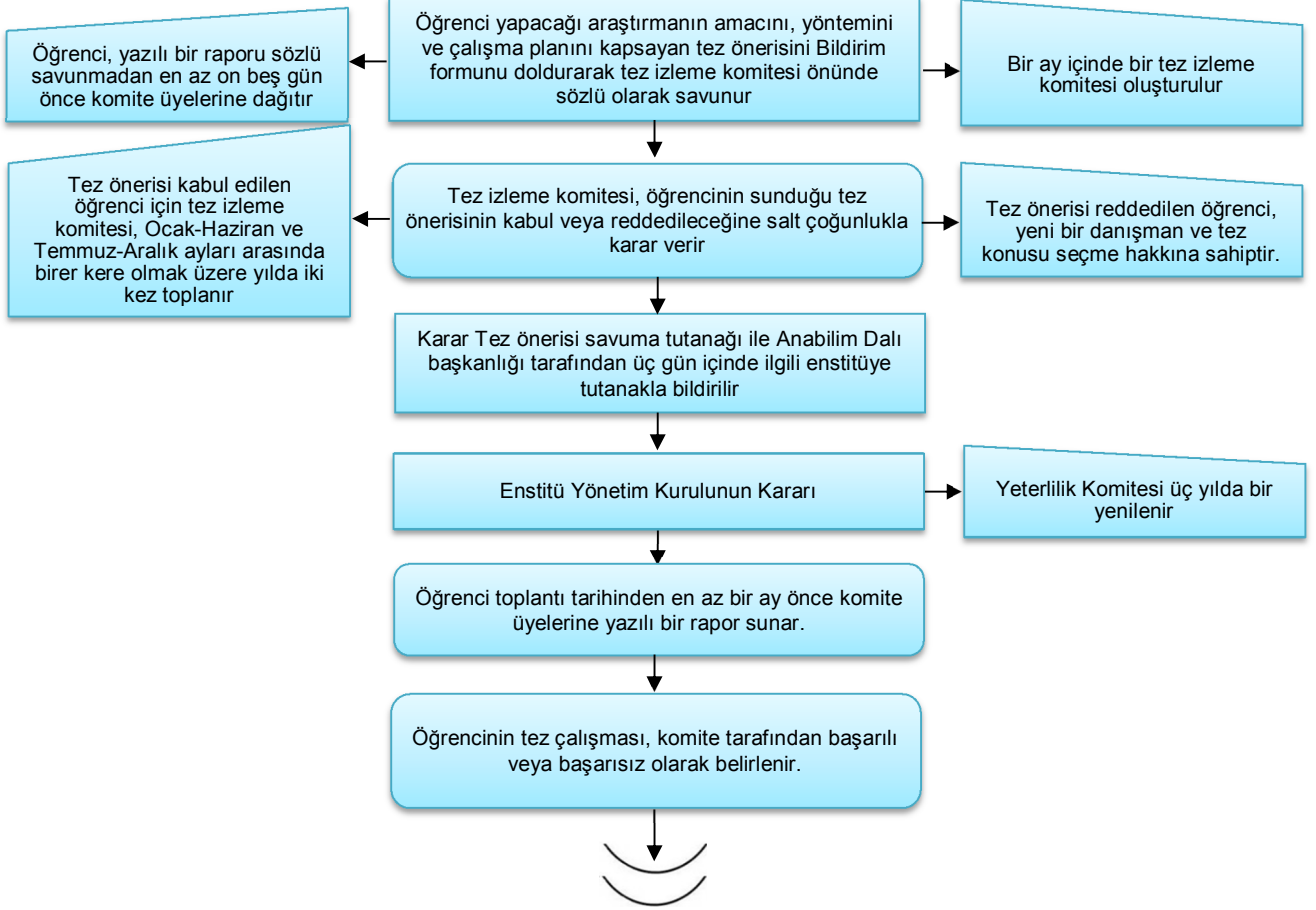 Öğrenci, yazılı bir raporu sözlü
savunmadan en az on beş gün
önce komite üyelerine dağıtır
Öğrenci yapacağı araştırmanın amacını, yöntemini
ve çalışma planını kapsayan tez önerisini Bildirim
formunu doldurarak tez izleme komitesi önünde
sözlü olarak savunur
Bir ay içinde bir tez izleme
komitesi oluşturulur
Tez önerisi kabul edilen
öğrenci için tez izleme
komitesi, Ocak-Haziran ve
Temmuz-Aralık ayları arasında
birer kere olmak üzere yılda iki
kez toplanır
Tez izleme komitesi, öğrencinin sunduğu tez
önerisinin kabul veya reddedileceğine salt çoğunlukla
karar verir
Tez önerisi reddedilen öğrenci,
yeni bir danışman ve tez
konusu seçme hakkına sahiptir.
Karar Tez önerisi savuma tutanağı ile Anabilim Dalı
başkanlığı tarafından üç gün içinde ilgili enstitüye
tutanakla bildirilir
Enstitü Yönetim Kurulunun Kararı
Yeterlilik Komitesi üç yılda bir
yenilenir
Öğrenci toplantı tarihinden en az bir ay önce komite
üyelerine yazılı bir rapor sunar.
Öğrencinin tez çalışması, komite tarafından başarılı
veya başarısız olarak belirlenir.